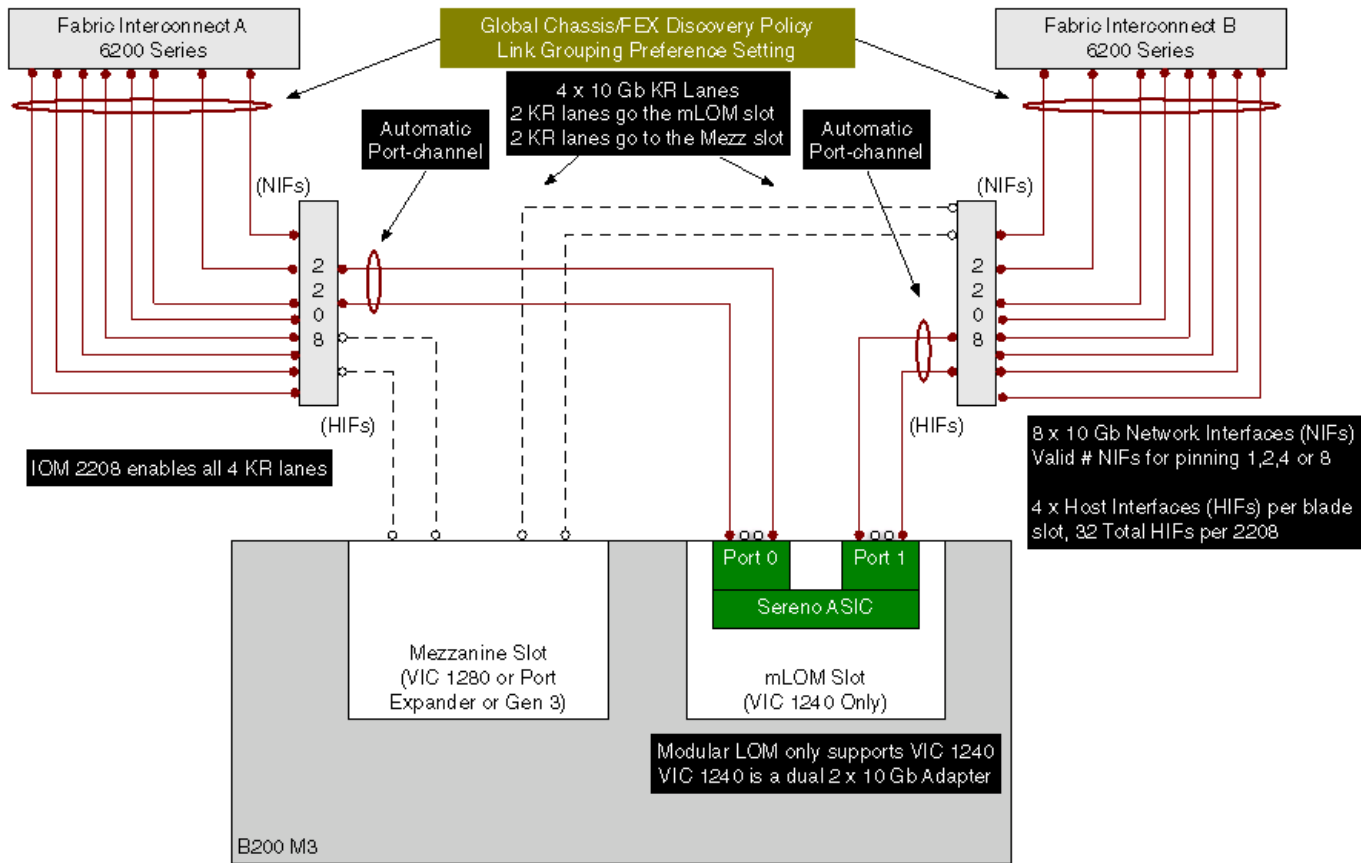 Fabric Interconnect A
6200 Series
Global Chassis/FEX Discovery Policy
Link Grouping Preference Setting
Fabric Interconnect B
6200 Series
4 x 10 Gb KR Lanes
2 KR lanes go the mLOM slot
2 KR lanes go to the Mezz slot
Automatic
Port-channel
Automatic
Port-channel
(NIFs)
(NIFs)
2
2
0
8
2
2
0
8
(HIFs)
(HIFs)
IOM 2208 enables all 4 KR lanes
8 x 10 Gb Network Interfaces (NIFs)
Valid # NIFs for pinning 1,2,4 or 8
4 x Host Interfaces (HIFs) per blade
slot, 32 Total HIFs per 2208
Port 0
Port 1
Sereno ASIC
Mezzanine Slot
(VIC 1280 or Port
Expander or Gen 3)
mLOM Slot
(VIC 1240 Only)
Modular LOM only supports VIC 1240
VIC 1240 is a dual 2 x 10 Gb Adapter
B200 M3